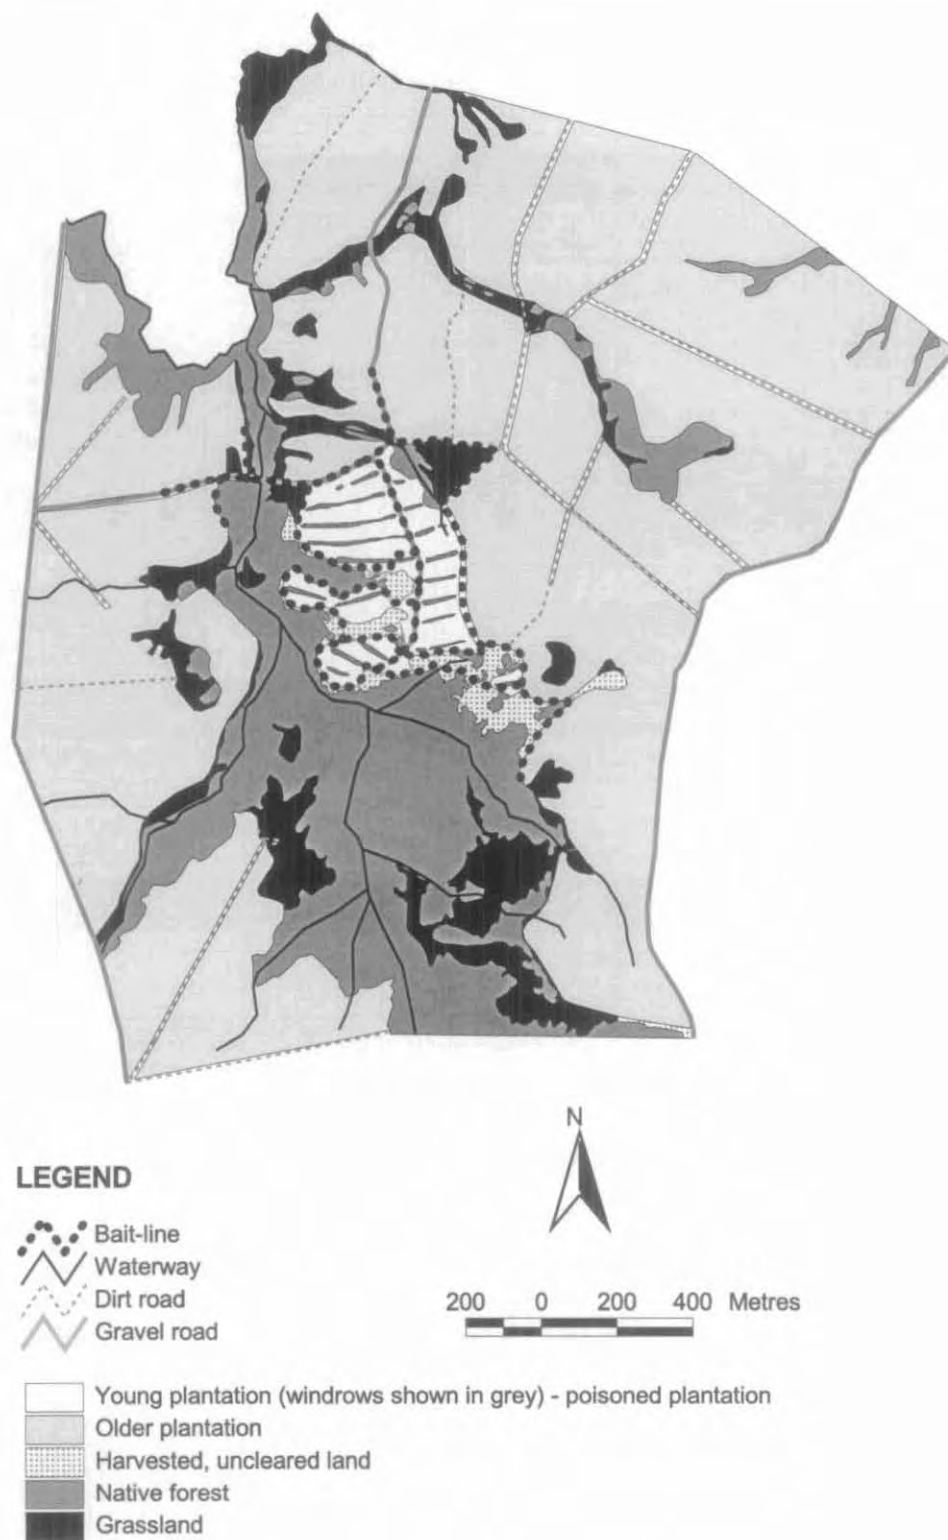 N
LEGEND
Bait-line
Waterway
Dirt road
Gravel road
200 0 200 400 Metres
Young plantation (windrows shown in grey) - poisoned plantation
Older plantation
Harvested, uncleared land
Native forest
Grassland